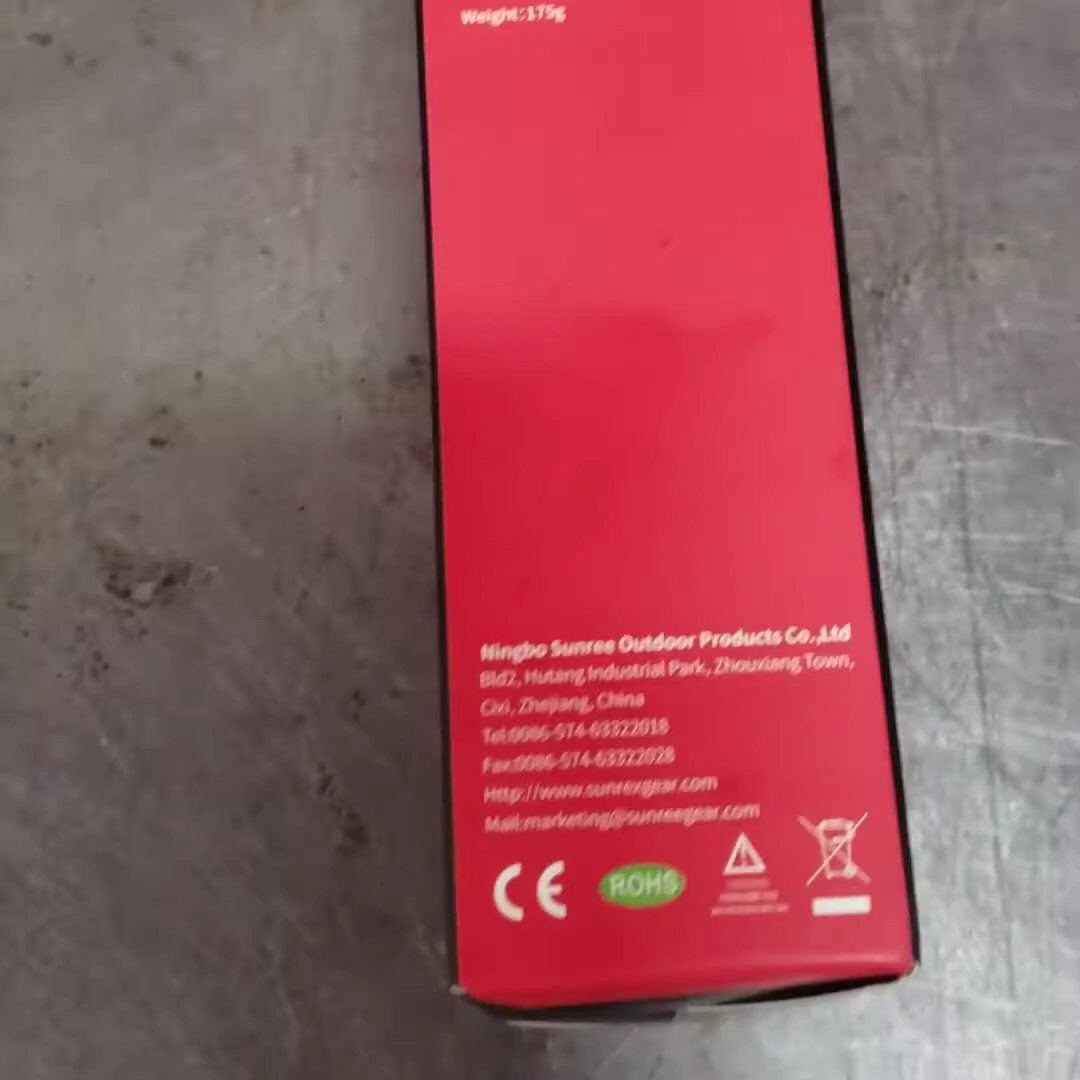 Weight:175g
Ningbo Sunree Outdoor Products Co.,Ltd
Bld2, Hutang Industrial Park, Zhouxiang Town,
Cixi, Zhejiang, China
Tel:0086-574-63322018
Fax:0086-574-63322028
Http://www.sunrexgear.com
Mail:marketing@sunreegear.com
CE ROHS